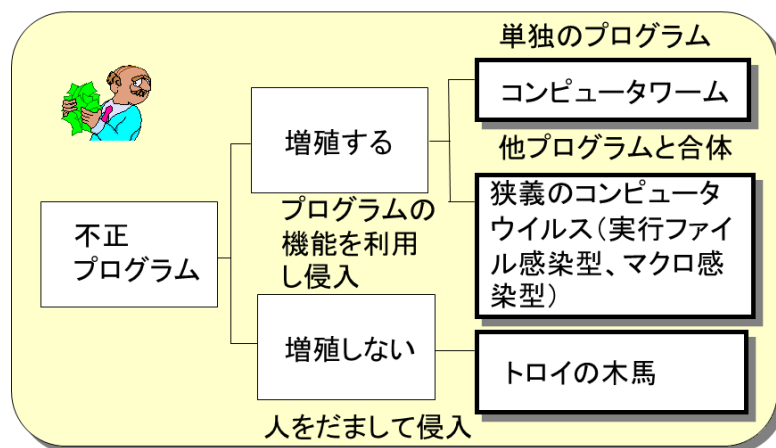 単独のプログラム
コンピュータワーム
増殖する
他プログラムと合体
狭義のコンピュータ
ウイルス(実行ファイ
ル感染型、マクロ感
染型)
プログラムの
機能を利用
し侵入
不正
プログラム
増殖しない
トロイの木馬
人をだまして侵入